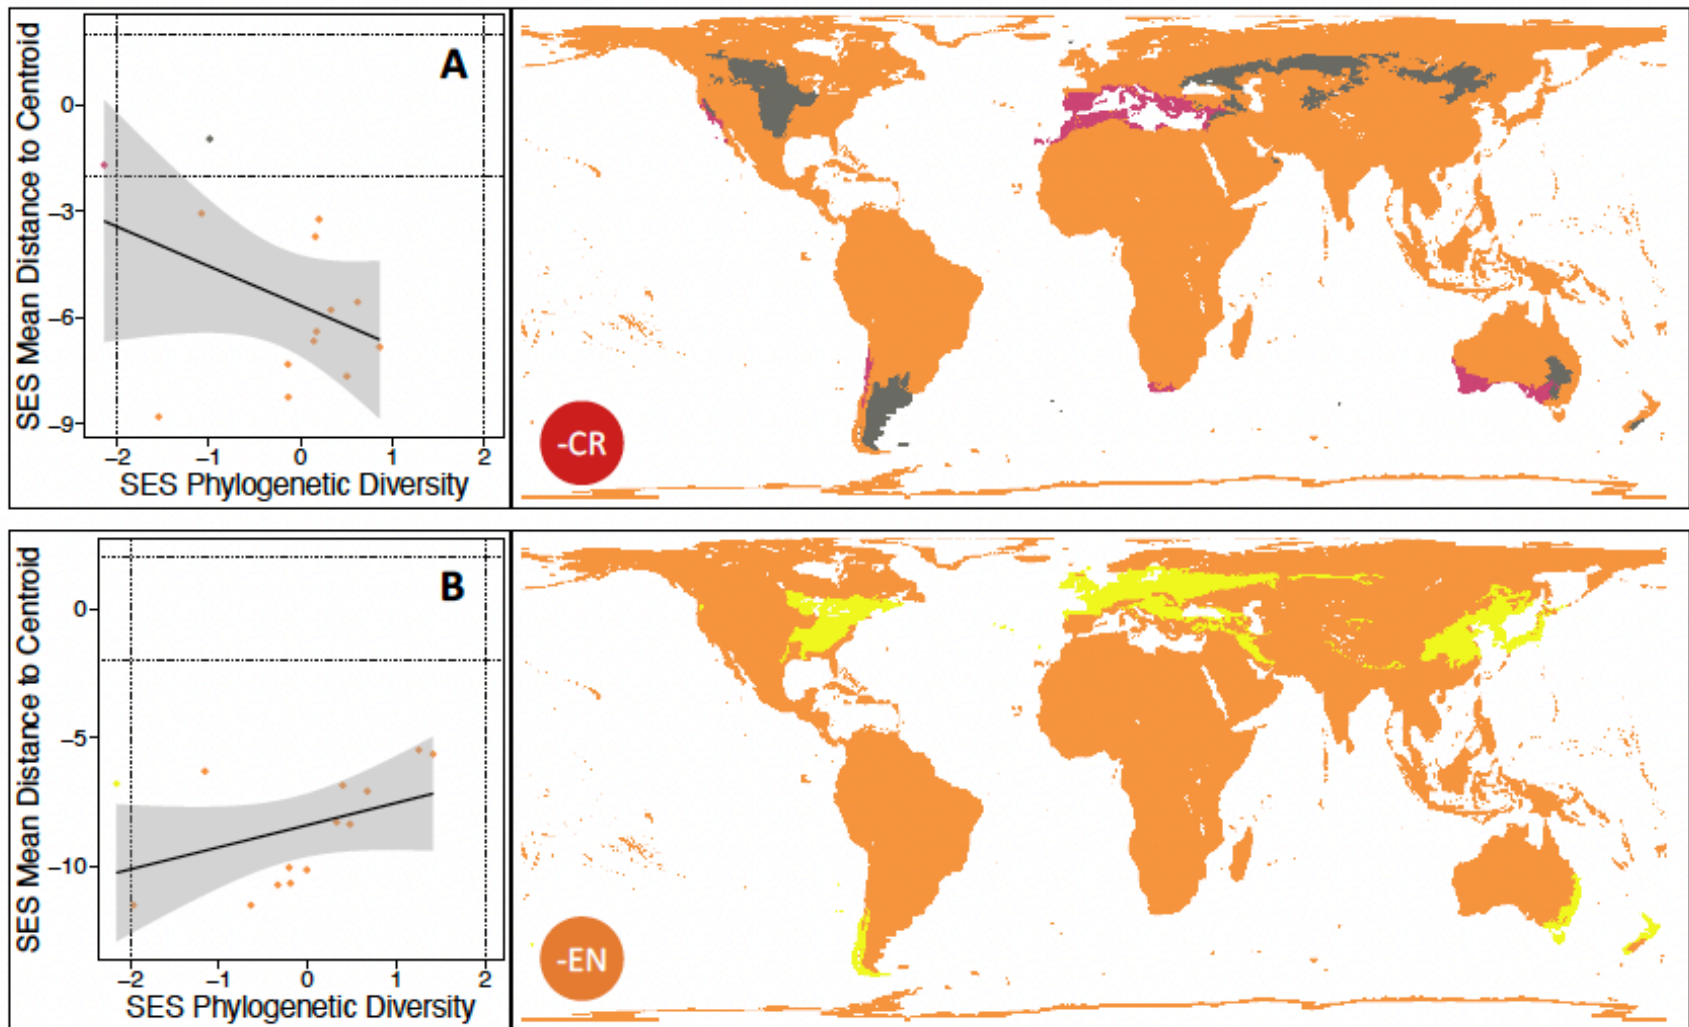 A
SES Mean Distance to Centroid
0
−3
−6
−9
−2 −1 0 1 2
SES Phylogenetic Diversity
-CR
B
SES Mean Distance to Centroid
0
−5
−10
−2 −1 0 1 2
SES Phylogenetic Diversity
-EN